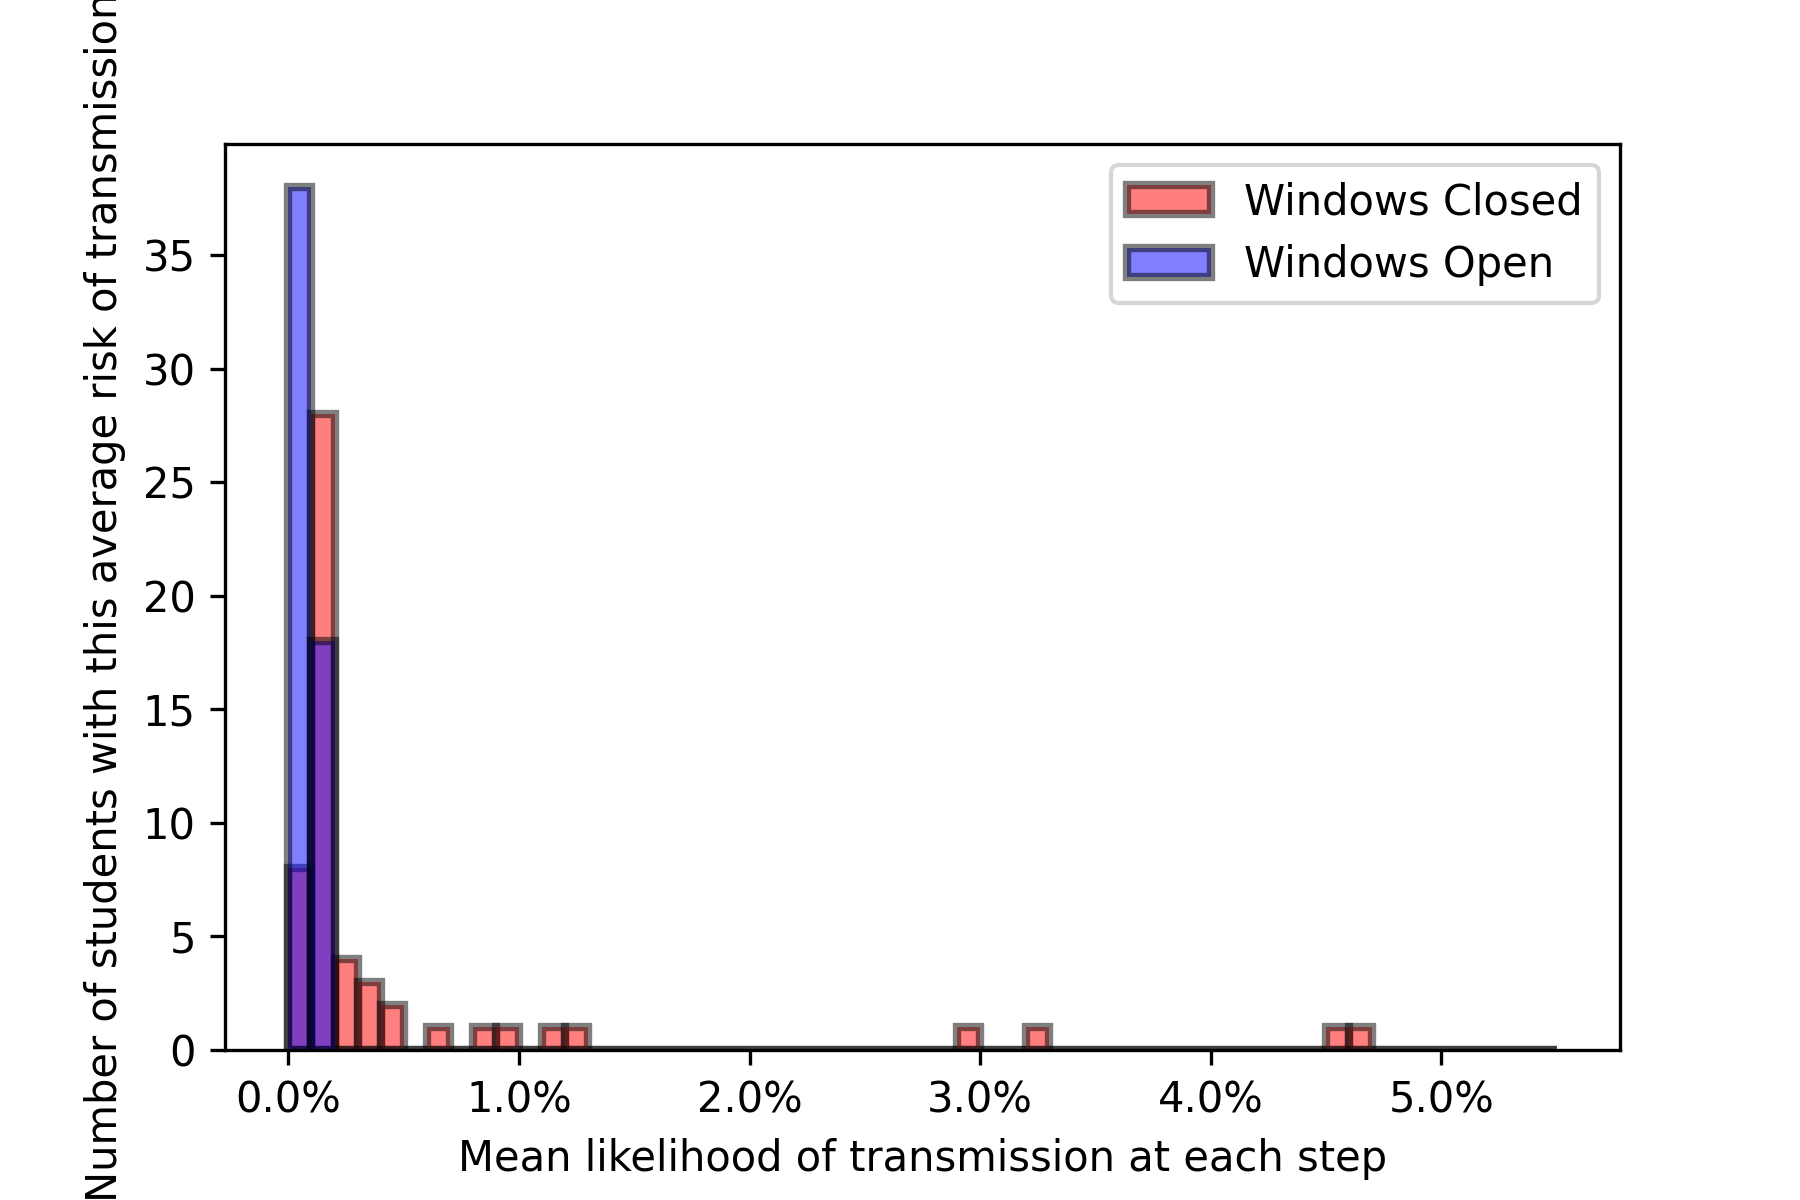 Number of students with this average risk of transmission
35
30
25
20
15
10
5
0
Windows Closed
Windows Open
0.0% 1.0% 2.0% 3.0% 4.0% 5.0%
Mean likelihood of transmission at each step